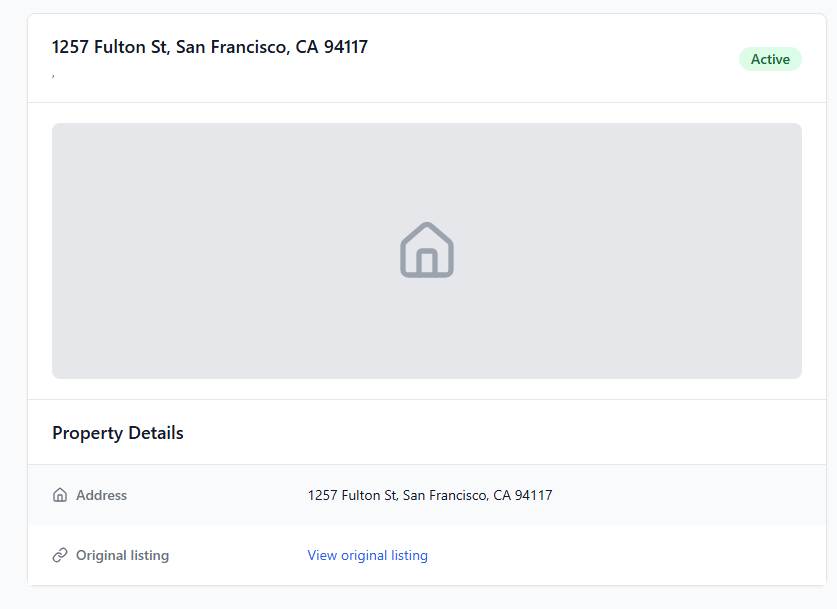 1257 Fulton St, San Francisco, CA 94117
Active
,
Property Details
Address
1257 Fulton St, San Francisco, CA 94117
Original listing
View original listing